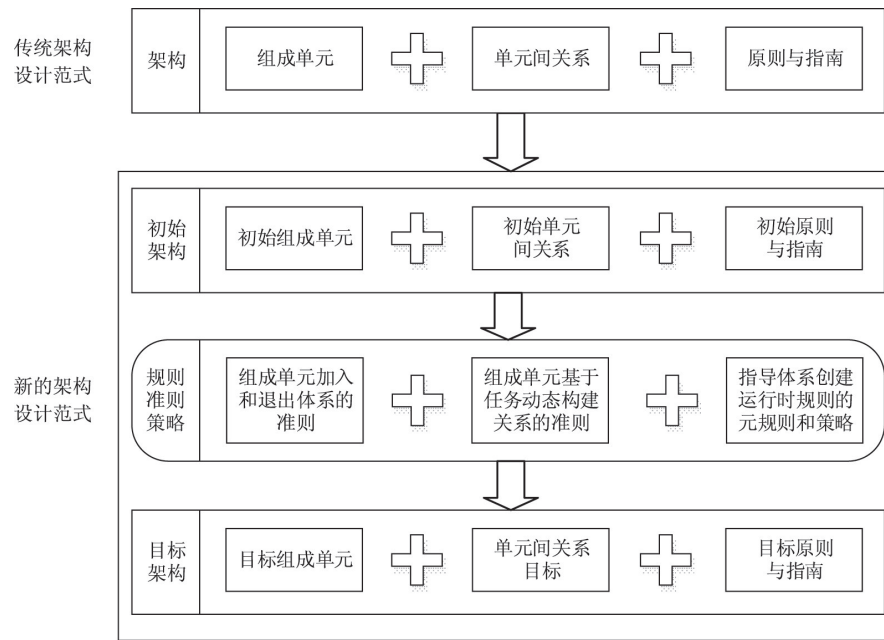 传统架构
设计范式
架构
组成单元
单元间关系
原则与指南
新的架构
设计范式
初始
架构
初始组成单元
初始单元
间关系
初始原则
与指南
规则
准则
策略
组成单元加入
和退出体系的
准则
组成单元基于
任务动态构建
关系的准则
指导体系创建
运行时规则的
元规则和策略
目标
架构
目标组成单元
单元间关系
目标
目标原则
与指南